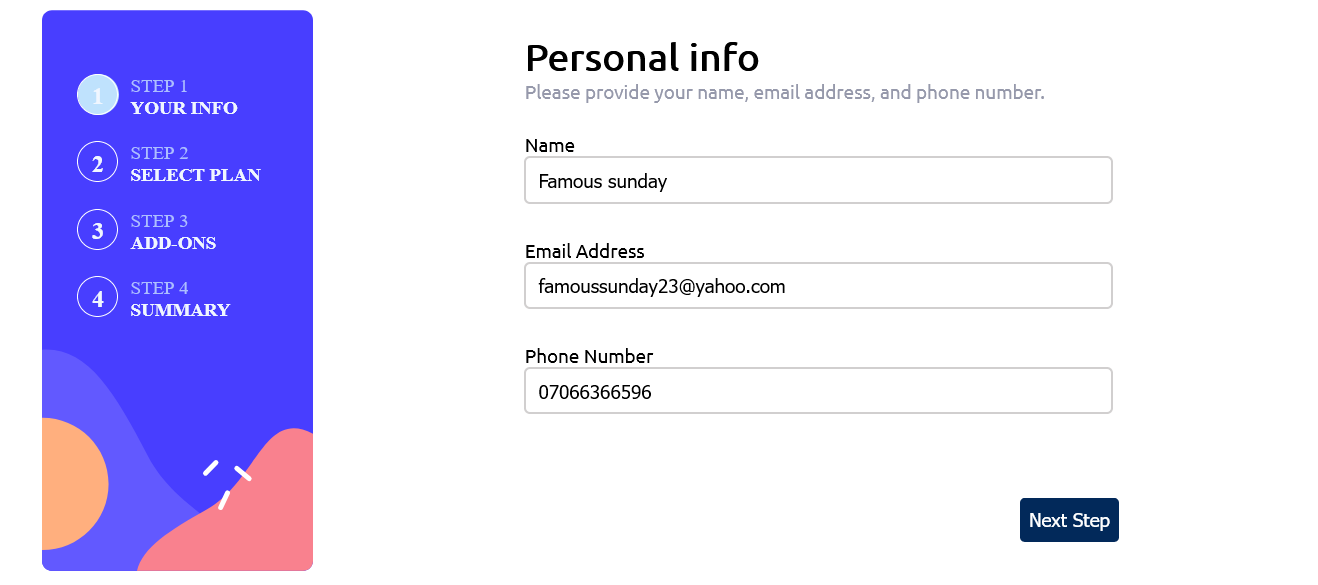 1
STEP 1
YOUR INFO
2
STEP 2
SELECT PLAN
3
STEP 3
ADD-ONS
4
STEP 4
SUMMARY
Personal info
Please provide your name, email address, and phone number.
Name
Famous sunday
Email Address
famoussunday23@yahoo.com
Phone Number
07066366596
Next Step